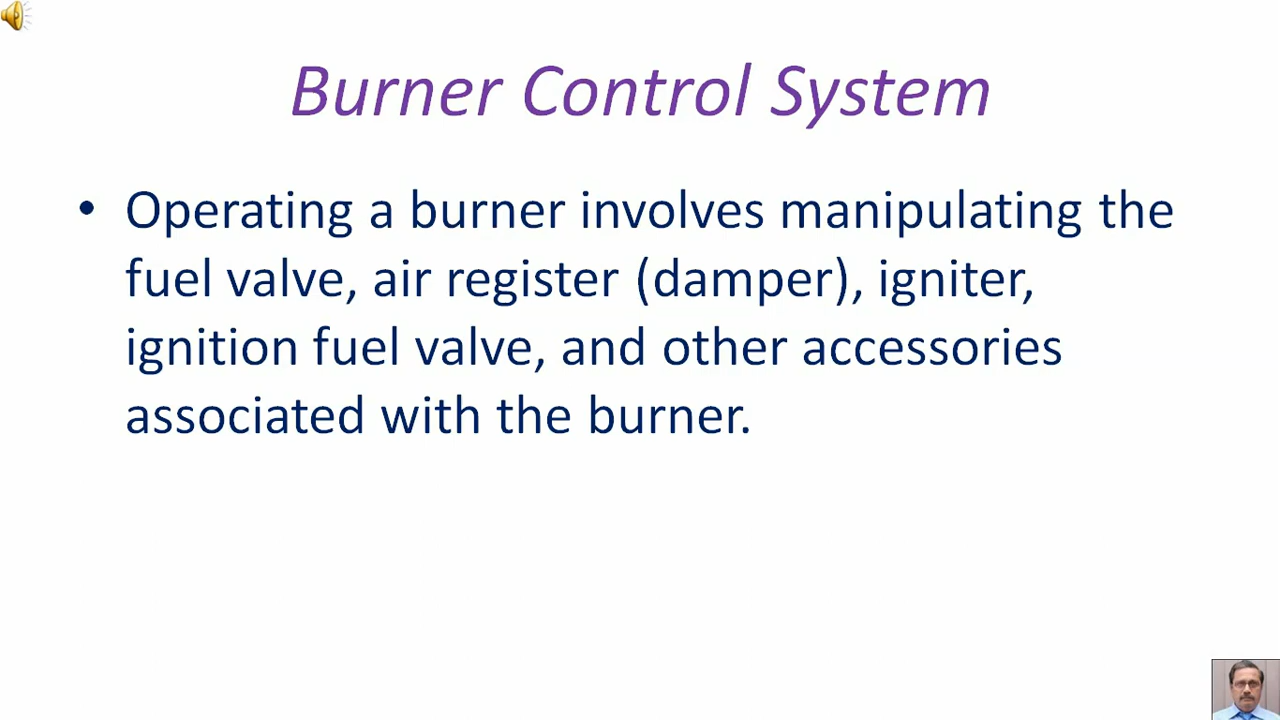 Burner Control System
• Operating a burner involves manipulating the
fuel valve, air register (damper), igniter,
ignition fuel valve, and other accessories
associated with the burner.